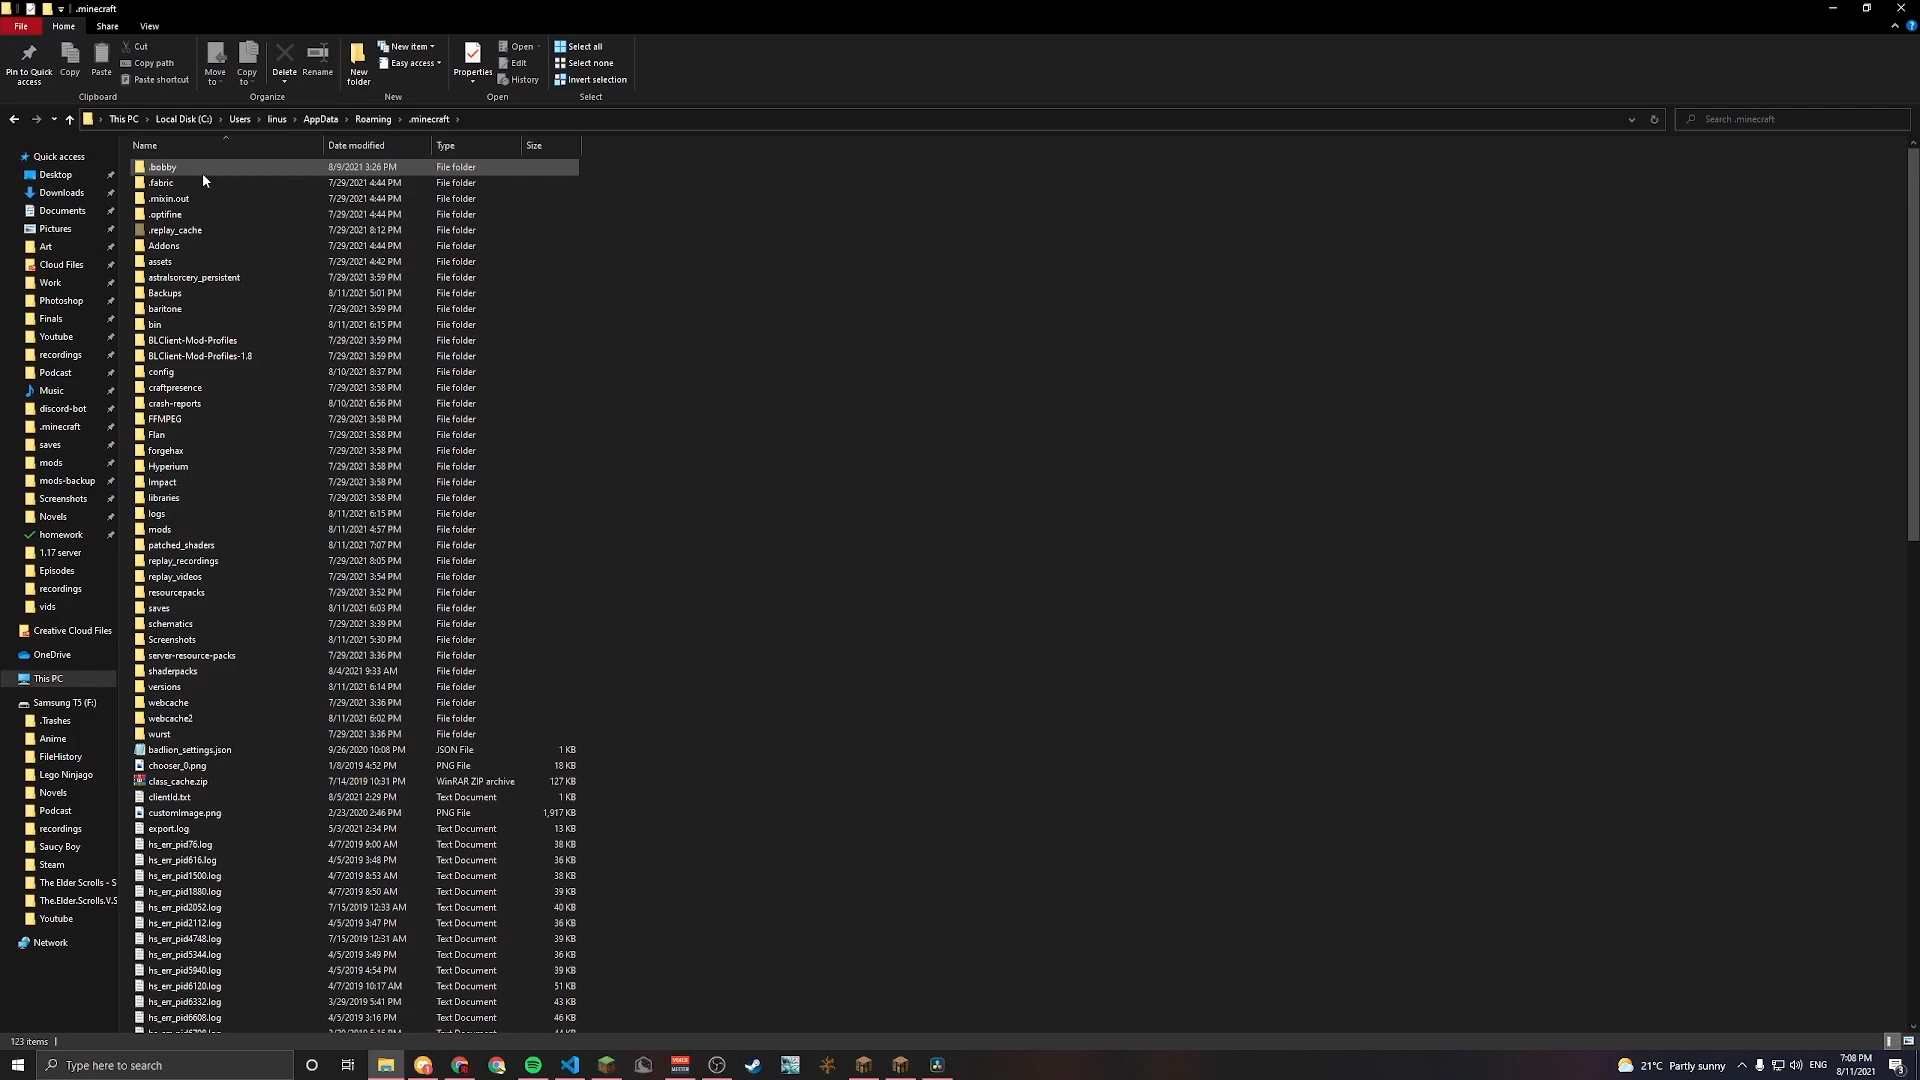 .minecraft
File Home Share View
Pin to Quick access
Copy
Paste
Cut
Copy path
Paste shortcut
Clipboard
Move to
Copy to
Delete
Rename
Organize
New folder
New item
Easy access
New
Properties
Open
Edit
History
Open
Select all
Select none
Invert selection
Select
This PC Local Disk (C:) Users linus AppData Roaming .minecraft
Search .minecraft
Quick access
Desktop
Downloads
Documents
Pictures
Art
Cloud Files
Work
Photoshop
Finals
Youtube
recordings
Podcast
Music
discord-bot
.minecraft
saves
mods
mods-backup
Screenshots
Novels
homework
1.17 server
Episodes
recordings
vids
Creative Cloud Files
OneDrive
This PC
Samsung T5 (F:)
.Trashes
Anime
FileHistory
Lego Ninjago
Novels
Podcast
recordings
Saucy Boy
Steam
The Elder Scrolls - S
The.Elder.Scrolls.V.S
Youtube
Network
Name Date modified Type Size
.bobby 8/9/2021 3:26 PM File folder
.fabric 7/29/2021 4:44 PM File folder
.mixin.out 7/29/2021 4:44 PM File folder
.optifine 7/29/2021 4:44 PM File folder
.replay_cache 7/29/2021 8:12 PM File folder
Addons 7/29/2021 4:44 PM File folder
assets 7/29/2021 4:42 PM File folder
astralsorcery_persistent 7/29/2021 3:59 PM File folder
Backups 8/11/2021 5:01 PM File folder
baritone 7/29/2021 3:59 PM File folder
bin 8/11/2021 6:15 PM File folder
BLClient-Mod-Profiles 7/29/2021 3:59 PM File folder
BLClient-Mod-Profiles-1.8 7/29/2021 3:59 PM File folder
config 8/10/2021 8:37 PM File folder
craftpresence 7/29/2021 3:58 PM File folder
crash-reports 8/10/2021 6:56 PM File folder
FFMPEG 7/29/2021 3:58 PM File folder
Flan 7/29/2021 3:58 PM File folder
forgehax 7/29/2021 3:58 PM File folder
Hyperium 7/29/2021 3:58 PM File folder
Impact 7/29/2021 3:58 PM File folder
libraries 7/29/2021 3:58 PM File folder
logs 8/11/2021 6:15 PM File folder
mods 8/11/2021 4:57 PM File folder
patched_shaders 8/11/2021 7:07 PM File folder
replay_recordings 7/29/2021 8:05 PM File folder
replay_videos 7/29/2021 3:54 PM File folder
resourcepacks 7/29/2021 3:52 PM File folder
saves 8/11/2021 6:03 PM File folder
schematics 7/29/2021 3:39 PM File folder
Screenshots 8/11/2021 5:30 PM File folder
server-resource-packs 7/29/2021 3:36 PM File folder
shaderpacks 8/4/2021 9:33 AM File folder
versions 8/11/2021 6:14 PM File folder
webcache 7/29/2021 3:36 PM File folder
webcache2 8/11/2021 6:02 PM File folder
wurst 7/29/2021 3:36 PM File folder
badlion_settings.json 9/26/2020 10:08 PM JSON File 1 KB
chooser_0.png 1/8/2019 4:52 PM PNG File 18 KB
class_cache.zip 7/14/2019 10:31 PM WinRAR ZIP archive 127 KB
clientId.txt 8/5/2021 2:29 PM Text Document 1 KB
customImage.png 2/23/2020 2:46 PM PNG File 1,917 KB
export.log 5/3/2021 2:34 PM Text Document 13 KB
hs_err_pid76.log 4/7/2019 9:00 AM Text Document 38 KB
hs_err_pid616.log 4/5/2019 3:48 PM Text Document 36 KB
hs_err_pid1500.log 4/7/2019 8:53 AM Text Document 38 KB
hs_err_pid1880.log 4/7/2019 8:50 AM Text Document 39 KB
hs_err_pid2052.log 7/15/2019 12:33 AM Text Document 40 KB
hs_err_pid2112.log 4/5/2019 3:47 PM Text Document 36 KB
hs_err_pid4748.log 7/15/2019 12:31 AM Text Document 39 KB
hs_err_pid5344.log 4/5/2019 3:49 PM Text Document 36 KB
hs_err_pid5940.log 4/5/2019 4:54 PM Text Document 39 KB
hs_err_pid6120.log 4/7/2019 10:17 AM Text Document 51 KB
hs_err_pid6332.log 3/29/2019 5:41 PM Text Document 43 KB
hs_err_pid6608.log 4/5/2019 3:16 PM Text Document 46 KB
123 items
Type here to search
VOICE MEETER
21°C Partly sunny
ENG
7:08 PM
8/11/2021
3